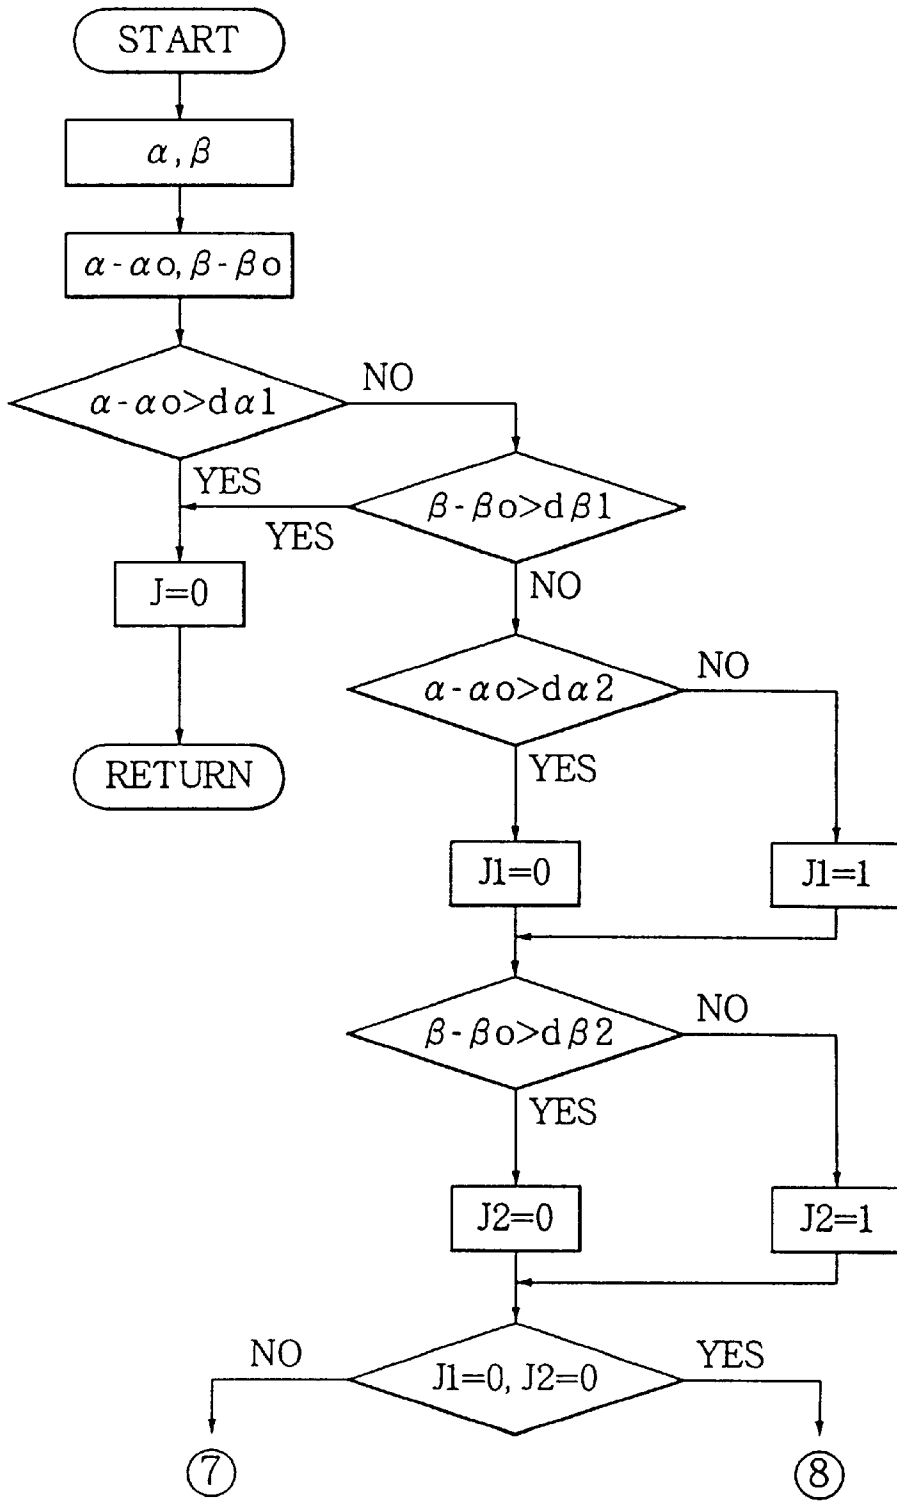 START
α, β
α-αo, β-βo
α-αo>dα1
NO
YES
β-βo>dβ1
YES
NO
J=0
α-αo>dα2
NO
YES
RETURN
J1=0
J1=1
β-βo>dβ2
NO
YES
J2=0
J2=1
J1=0, J2=0
NO
YES
7
8